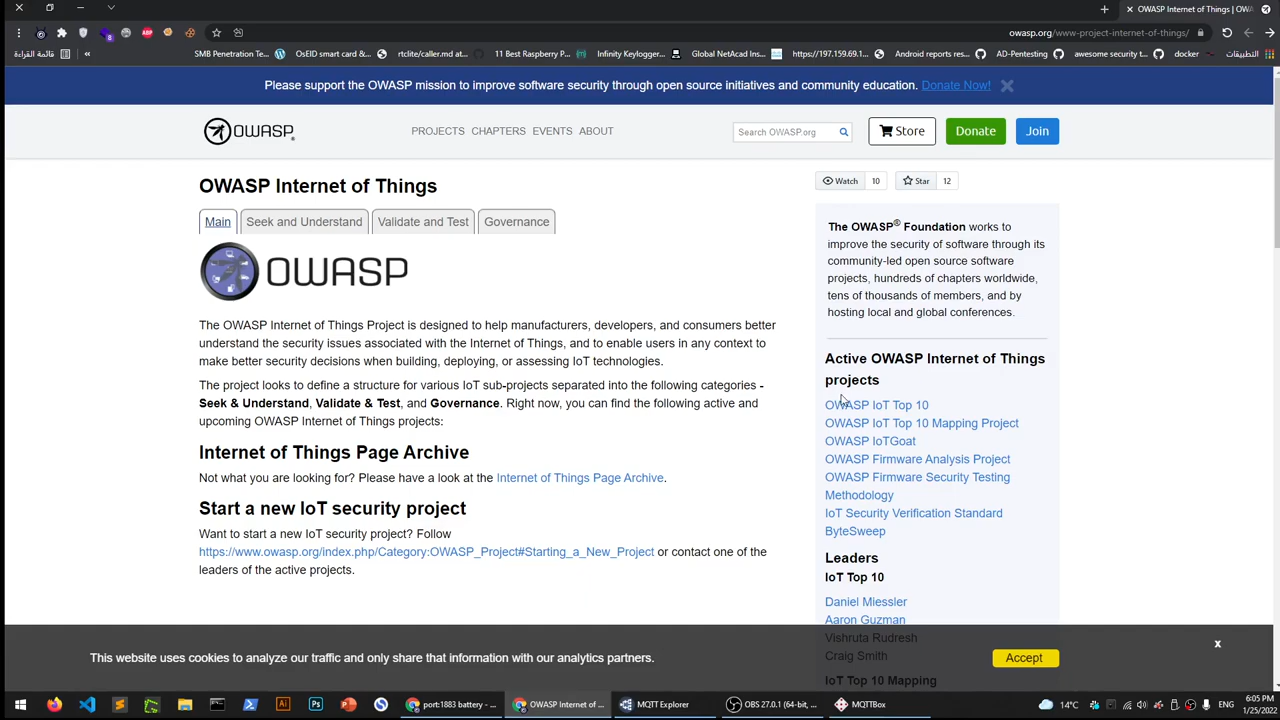 OWASP Internet of Things | OWA
owasp.org/www-project-internet-of-things/
ABP
قائمة القراءة
«
SMB Penetration Te...
OsEID smart card &...
rtclite/caller.md at...
11 Best Raspberry P...
Infinity Keylogger...
Global NetAcad Ins...
https://197.159.69.1...
Android reports res...
AD-Pentesting
awesome security t...
docker
التطبيقات
Please support the OWASP mission to improve software security through open source initiatives and community education. Donate Now!
OWASP
PROJECTS CHAPTERS EVENTS ABOUT
Search OWASP.org
Store
Donate
Join
OWASP Internet of Things
Watch 10
Star 12
Main
Seek and Understand
Validate and Test
Governance
OWASP
The OWASP Internet of Things Project is designed to help manufacturers, developers, and consumers better
understand the security issues associated with the Internet of Things, and to enable users in any context to
make better security decisions when building, deploying, or assessing IoT technologies.
The project looks to define a structure for various IoT sub-projects separated into the following categories -
Seek & Understand, Validate & Test, and Governance. Right now, you can find the following active and
upcoming OWASP Internet of Things projects:
Internet of Things Page Archive
Not what you are looking for? Please have a look at the Internet of Things Page Archive.
Start a new IoT security project
Want to start a new IoT security project? Follow
https://www.owasp.org/index.php/Category:OWASP_Project#Starting_a_New_Project or contact one of the
leaders of the active projects.
The OWASP® Foundation works to
improve the security of software through its
community-led open source software
projects, hundreds of chapters worldwide,
tens of thousands of members, and by
hosting local and global conferences.
Active OWASP Internet of Things
projects
OWASP IoT Top 10
OWASP IoT Top 10 Mapping Project
OWASP IoTGoat
OWASP Firmware Analysis Project
OWASP Firmware Security Testing
Methodology
IoT Security Verification Standard
ByteSweep
Leaders
IoT Top 10
Daniel Miessler
Aaron Guzman
Vishruta Rudresh
Craig Smith
IoT Top 10 Mapping
This website uses cookies to analyze our traffic and only share that information with our analytics partners.
Accept
x
port:1883 battery - ...
OWASP Internet of ...
MQTT Explorer
OBS 27.0.1 (64-bit, ...
MQTTBox
14°C
6:05 PM
1/25/2022